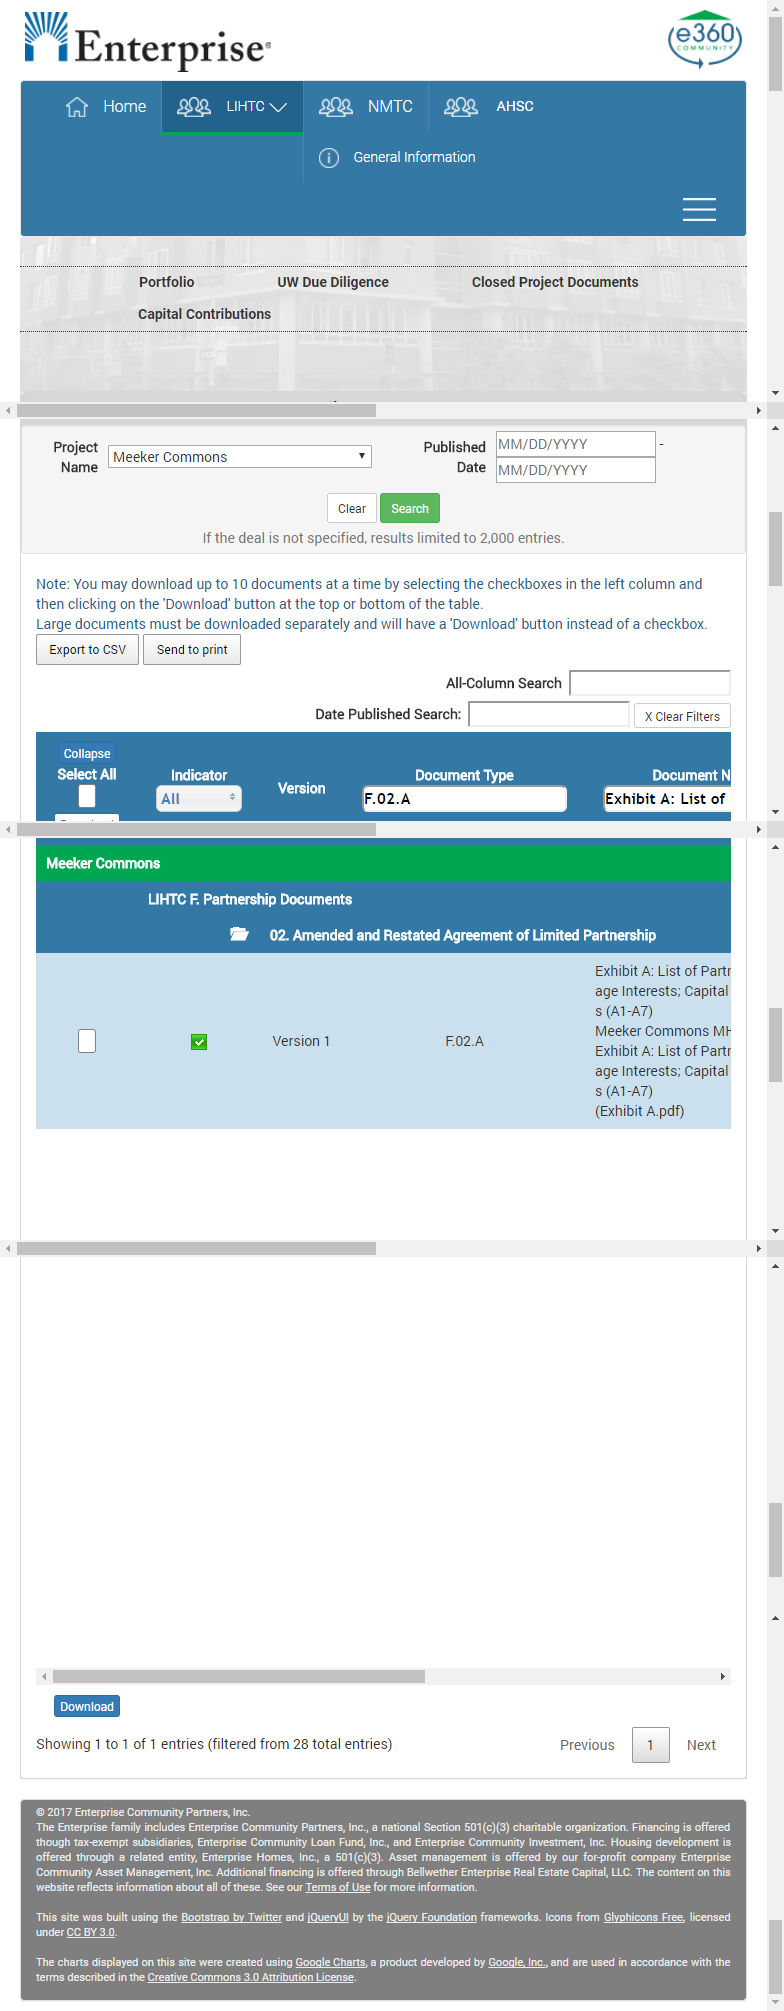 Enterprise®
e360
COMMUNITY
Home
LIHTC
NMTC
AHSC
General Information
Portfolio
UW Due Diligence
Closed Project Documents
Capital Contributions
Project Name
Meeker Commons
Published Date
MM/DD/YYYY -
MM/DD/YYYY
Clear
Search
If the deal is not specified, results limited to 2,000 entries.
Note: You may download up to 10 documents at a time by selecting the checkboxes in the left column and
then clicking on the 'Download' button at the top or bottom of the table.
Large documents must be downloaded separately and will have a 'Download' button instead of a checkbox.
Export to CSV
Send to print
All-Column Search
Date Published Search:
X Clear Filters
Collapse
Select All
Indicator
All
Version
Document Type
F.02.A
Document N
Exhibit A: List of
Meeker Commons
LIHTC F. Partnership Documents
02. Amended and Restated Agreement of Limited Partnership
Version 1
F.02.A
Exhibit A: List of Partr
age Interests; Capital
s (A1-A7)
Meeker Commons MH
Exhibit A: List of Partr
age Interests; Capital
s (A1-A7)
(Exhibit A.pdf)
Download
Showing 1 to 1 of 1 entries (filtered from 28 total entries)
Previous
1
Next
© 2017 Enterprise Community Partners, Inc.
The Enterprise family includes Enterprise Community Partners, Inc., a national Section 501(c)(3) charitable organization. Financing is offered
though tax-exempt subsidiaries, Enterprise Community Loan Fund, Inc., and Enterprise Community Investment, Inc. Housing development is
offered through a related entity, Enterprise Homes, Inc., a 501(c)(3). Asset management is offered by our for-profit company Enterprise
Community Asset Management, Inc. Additional financing is offered through Bellwether Enterprise Real Estate Capital, LLC. The content on this
website reflects information about all of these. See our Terms of Use for more information.
This site was built using the Bootstrap by Twitter and jQueryUI by the jQuery Foundation frameworks. Icons from Glyphicons Free, licensed
under CC BY 3.0.
The charts displayed on this site were created using Google Charts, a product developed by Google, Inc., and are used in accordance with the
terms described in the Creative Commons 3.0 Attribution License.